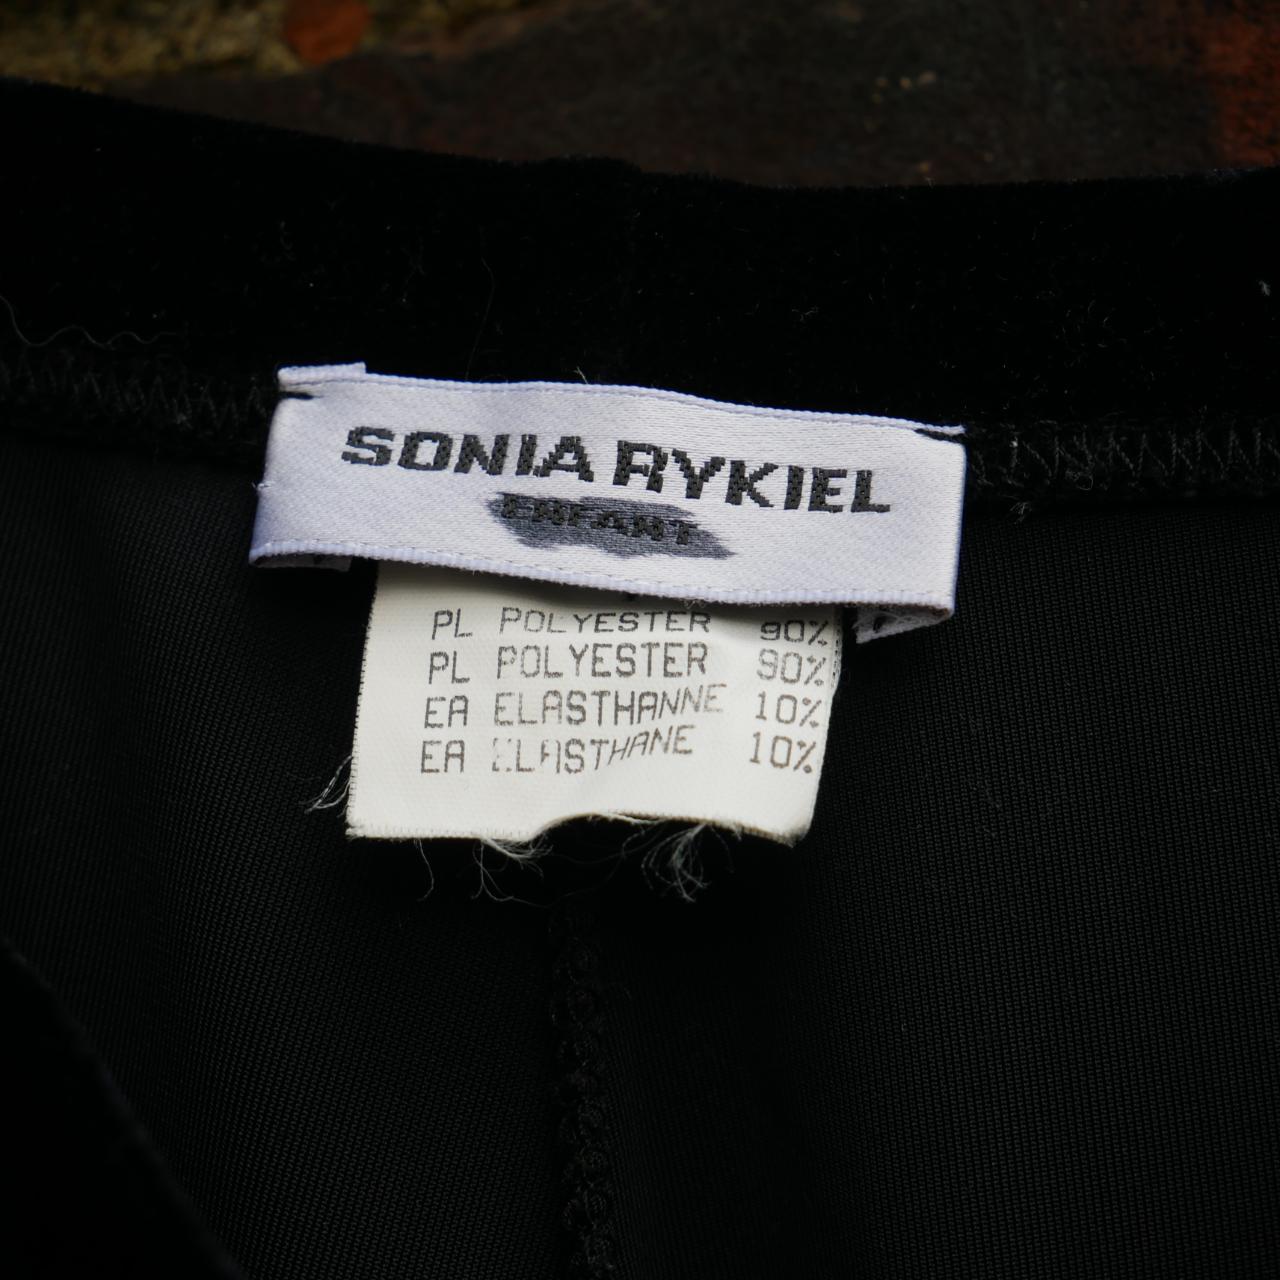 SONIA RYKIEL
ENFANT
PL POLYESTER 90%
PL POLYESTER 90%
EA ELASTHANNE 10%
EA ELASTHANE 10%